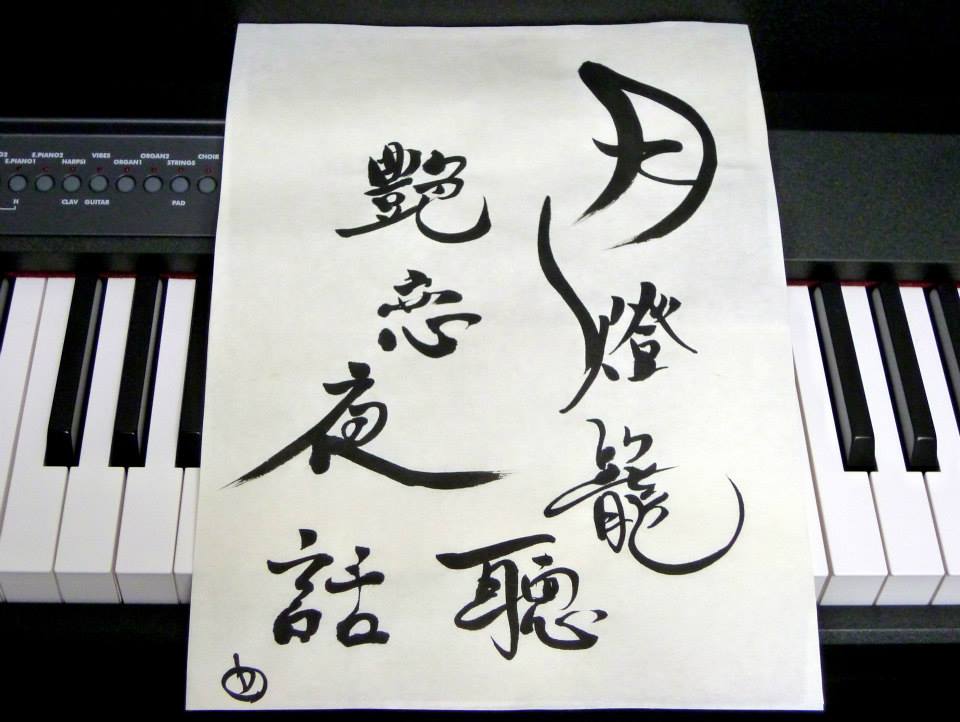 月燈籠聽
艶恋夜話
E.PIANO2 VIBES ORGAN2 CHOIR
E.PIANO1 HARPSI ORGAN1 STRINGS
CLAV GUITAR PAD